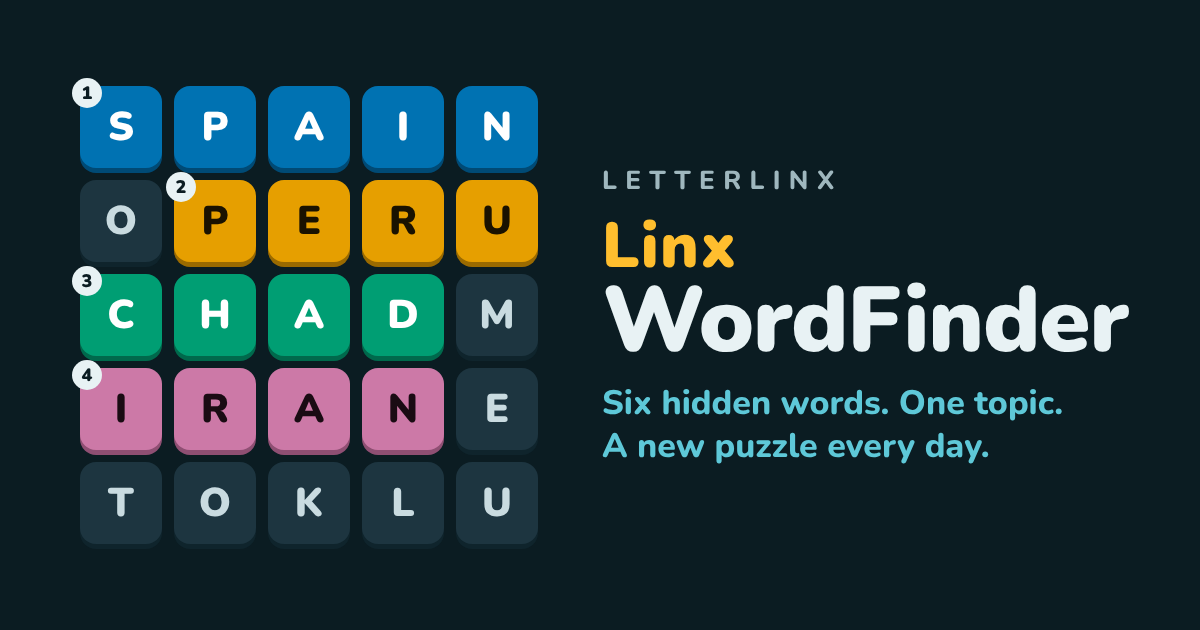 1 S P A I N
O 2 P E R U
3 C H A D M
4 I R A N E
T O K L U
LETTERLINX
Linx
WordFinder
Six hidden words. One topic.
A new puzzle every day.